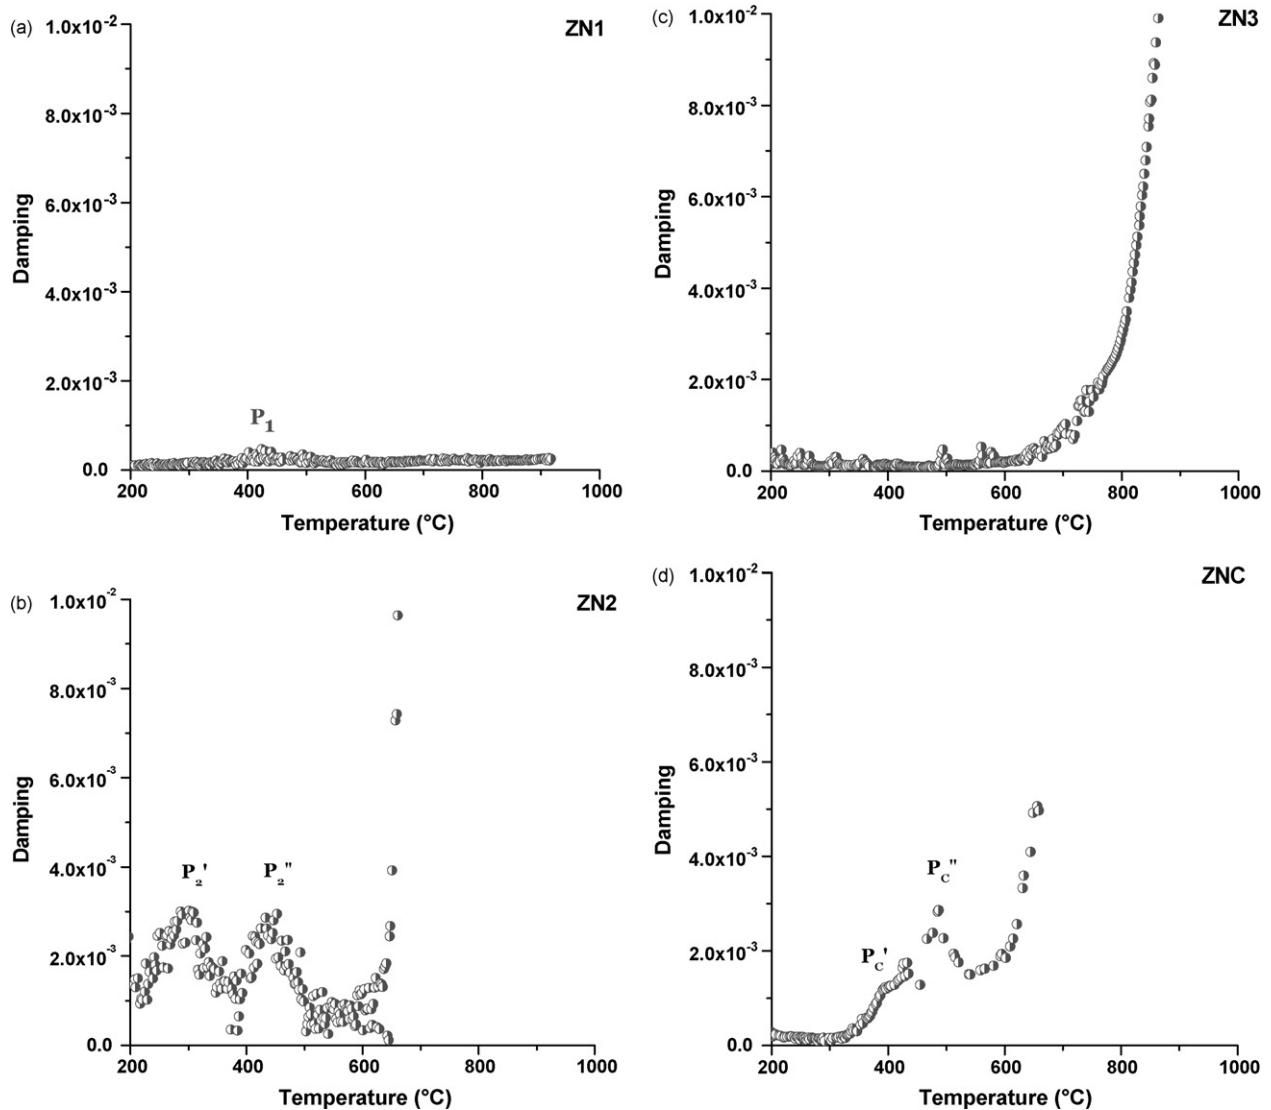 (a)
ZN1
1.0x10⁻²
8.0x10⁻³
6.0x10⁻³
4.0x10⁻³
2.0x10⁻³
0.0
Damping
P₁
200 400 600 800 1000
Temperature (°C)
(c)
ZN3
1.0x10⁻²
8.0x10⁻³
6.0x10⁻³
4.0x10⁻³
2.0x10⁻³
0.0
Damping
200 400 600 800 1000
Temperature (°C)
(b)
ZN2
1.0x10⁻²
8.0x10⁻³
6.0x10⁻³
4.0x10⁻³
2.0x10⁻³
0.0
Damping
P₂' P₂"
200 400 600 800 1000
Temperature (°C)
(d)
ZNC
1.0x10⁻²
8.0x10⁻³
6.0x10⁻³
4.0x10⁻³
2.0x10⁻³
0.0
Damping
P_C"
P_C'
200 400 600 800 1000
Temperature (°C)